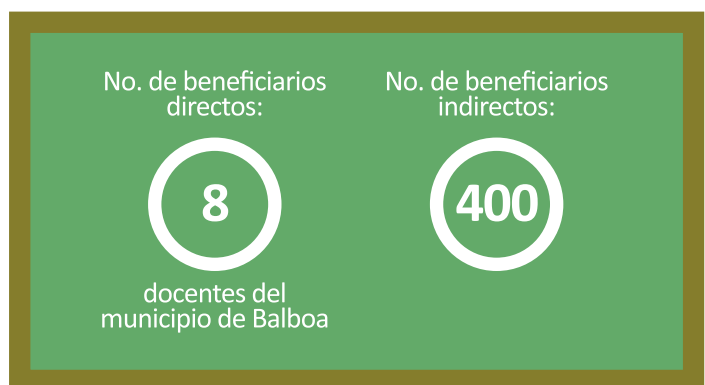 No. de beneficiarios
directos:
8
docentes del
municipio de Balboa
No. de beneficiarios
indirectos:
400